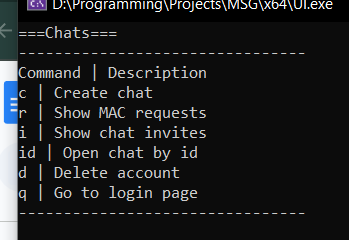 D:\Programming\Projects\MSG\x64\UI.exe
===Chats===
--------------------------------
Command | Description
c | Create chat
r | Show MAC requests
i | Show chat invites
id | Open chat by id
d | Delete account
q | Go to login page
--------------------------------